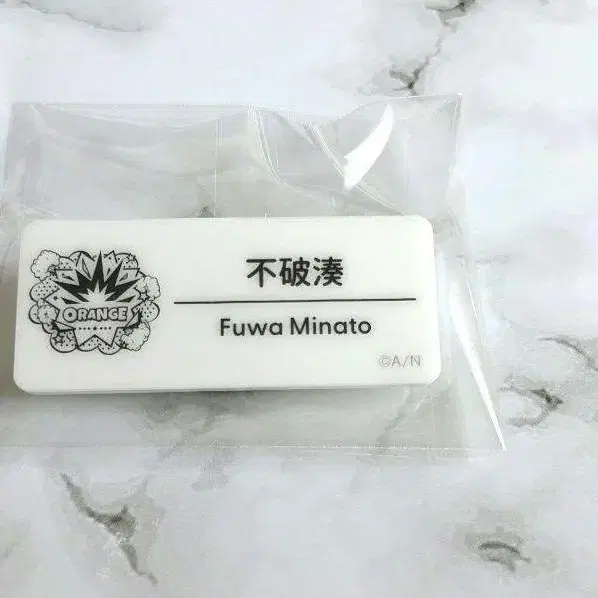 ORANGE
不破湊
Fuwa Minato
©A/N